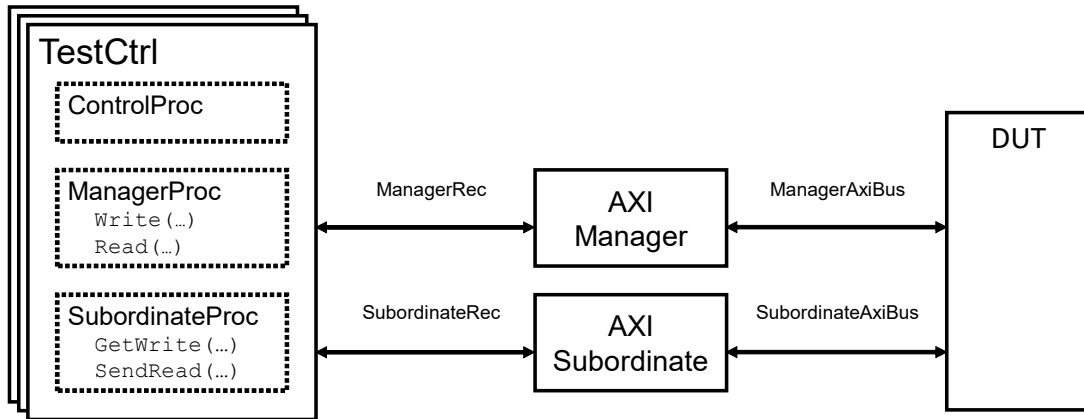 TestCtrl
ControlProc
ManagerProc
Write(…)
Read(…)
SubordinateProc
GetWrite(…)
SendRead(…)
ManagerRec
AXI
Manager
ManagerAxiBus
SubordinateRec
AXI
Subordinate
SubordinateAxiBus
DUT